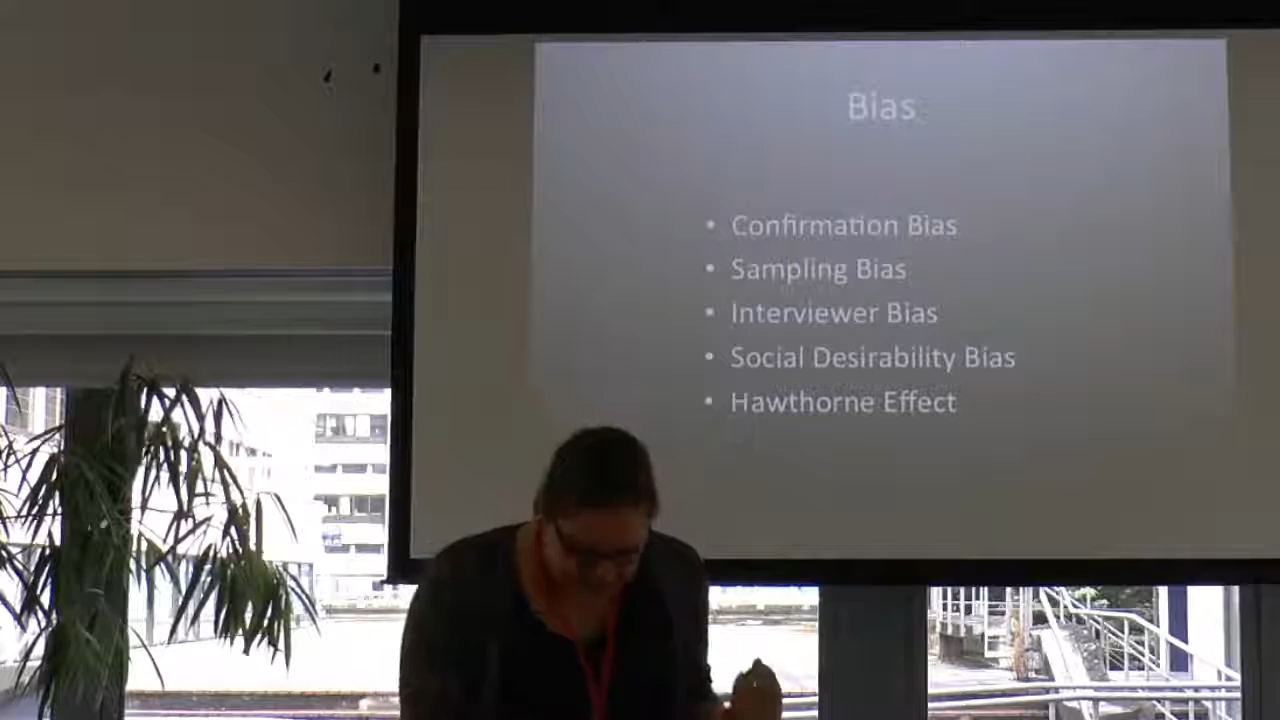 Bias
• Confirmation Bias
• Sampling Bias
• Interviewer Bias
• Social Desirability Bias
• Hawthorne Effect